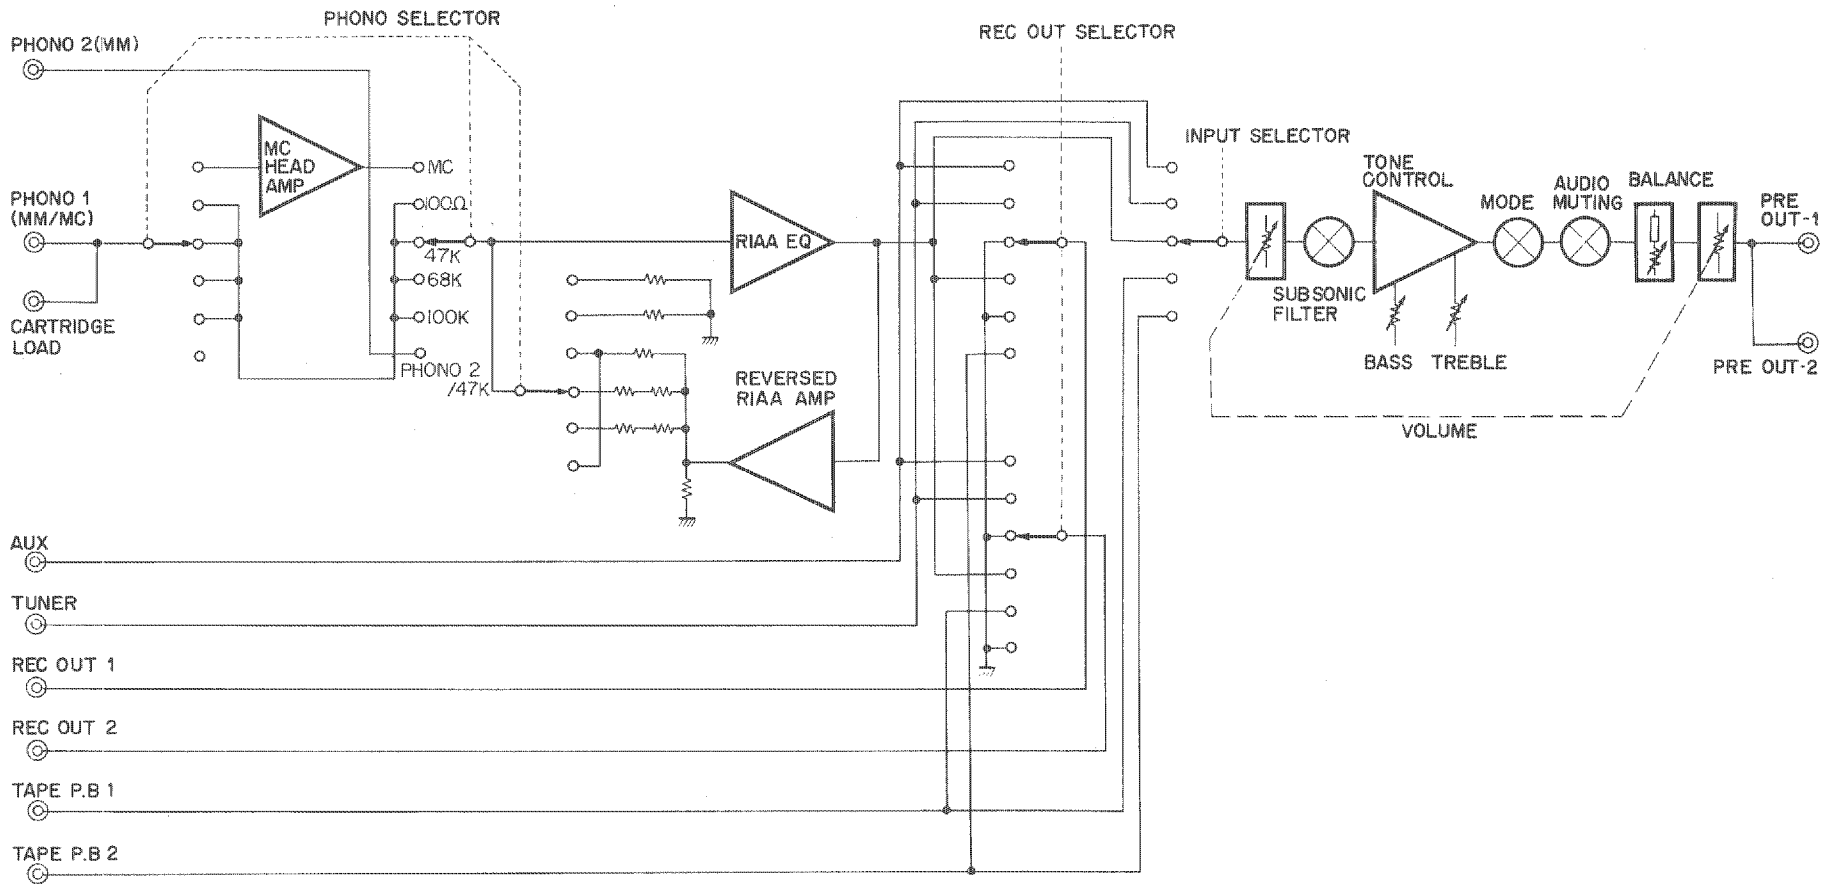 PHONO SELECTOR
REC OUT SELECTOR
PHONO 2(MM)
INPUT SELECTOR
MC
HEAD
AMP
MC
TONE
CONTROL
AUDIO
MUTING
BALANCE
MODE
PHONO 1
(MM/MC)
100Ω
PRE
OUT-1
RIAA EQ
47K
68K
SUBSONIC
FILTER
100K
CARTRIDGE
LOAD
PHONO 2
/47K
BASS
TREBLE
PRE OUT-2
REVERSED
RIAA AMP
VOLUME
AUX
TUNER
REC OUT 1
REC OUT 2
TAPE P.B 1
TAPE P.B 2